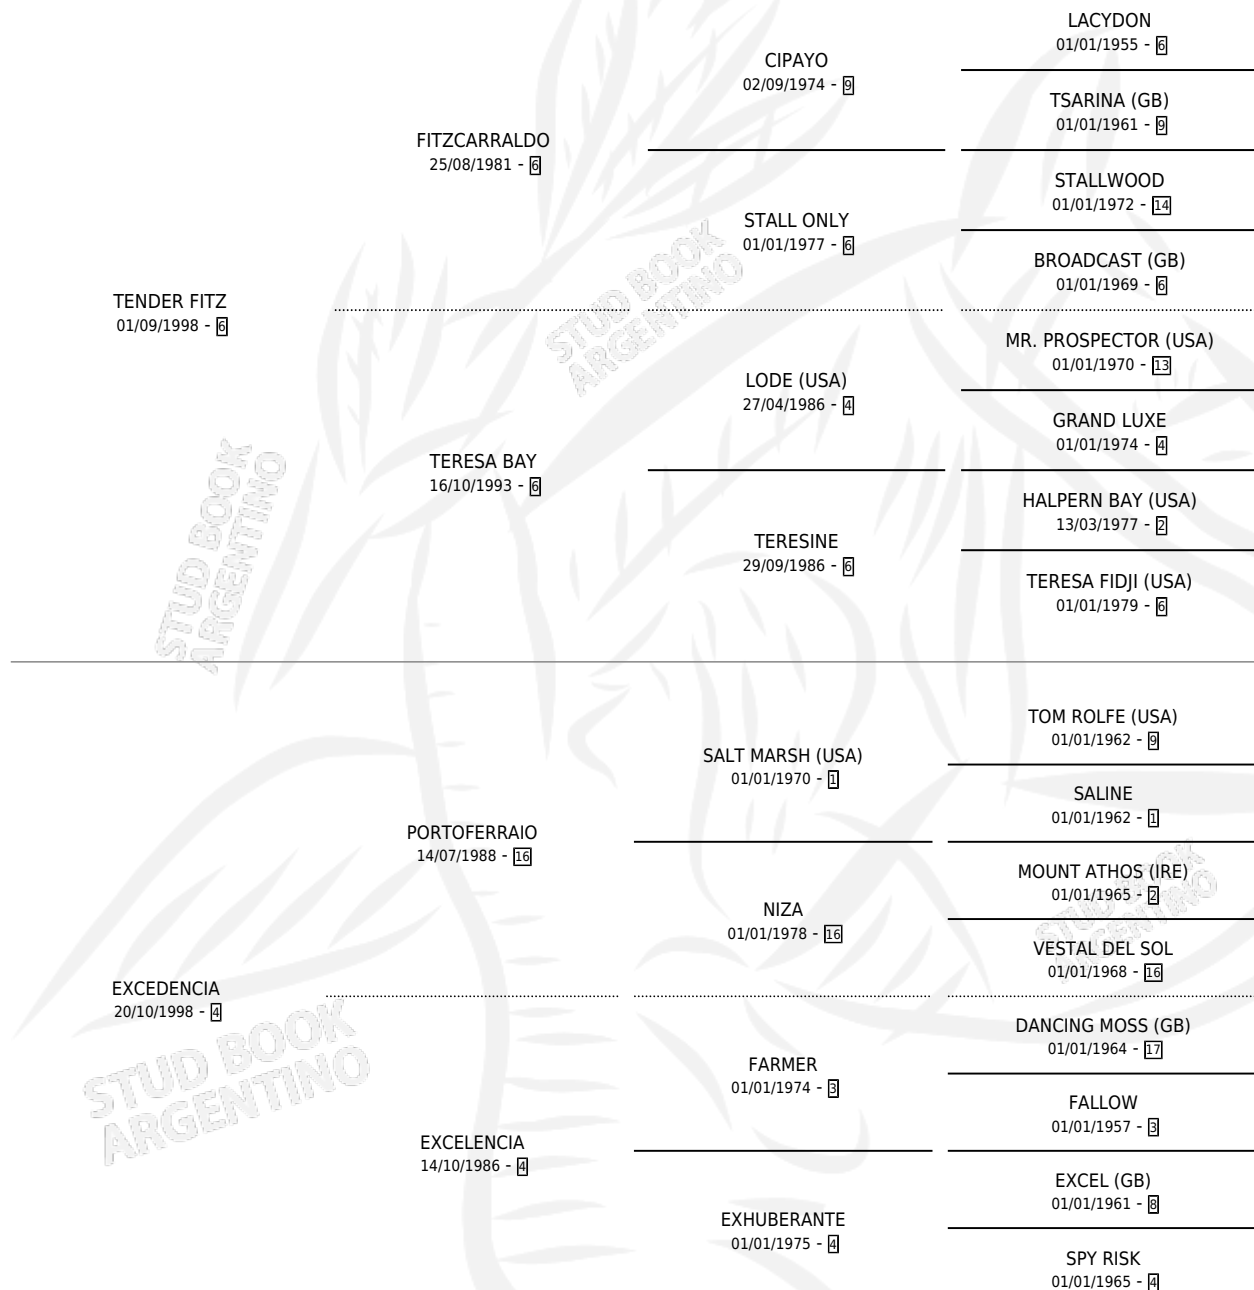 LACYDON
01/01/1955 - 6
CIPAYO
02/09/1974 - 9
TSARINA (GB)
01/01/1961 - 9
FITZCARRALDO
25/08/1981 - 6
STALLWOOD
01/01/1972 - 14
STALL ONLY
01/01/1977 - 6
BROADCAST (GB)
01/01/1969 - 6
TENDER FITZ
01/09/1998 - 6
STUD BOOK
ARGENTINO
MR. PROSPECTOR (USA)
01/01/1970 - 13
LODE (USA)
27/04/1986 - 4
GRAND LUXE
01/01/1974 - 4
TERESA BAY
16/10/1993 - 6
HALPERN BAY (USA)
13/03/1977 - 2
TERESINE
29/09/1986 - 6
TERESA FIDJI (USA)
01/01/1979 - 6
STUD BOOK
ARGENTINO
TOM ROLFE (USA)
01/01/1962 - 9
SALT MARSH (USA)
01/01/1970 - 1
SALINE
01/01/1962 - 1
PORTOFERRAIO
14/07/1988 - 16
MOUNT ATHOS (IRE)
01/01/1965 - 2
NIZA
01/01/1978 - 16
STUD BOOK
ARGENTINO
VESTAL DEL SOL
01/01/1968 - 16
EXCEDENCIA
20/10/1998 - 4
DANCING MOSS (GB)
01/01/1964 - 17
FARMER
01/01/1974 - 3
FALLOW
01/01/1957 - 3
STUD BOOK
ARGENTINO
EXCELENCIA
14/10/1986 - 4
EXCEL (GB)
01/01/1961 - 8
EXHUBERANTE
01/01/1975 - 4
SPY RISK
01/01/1965 - 4